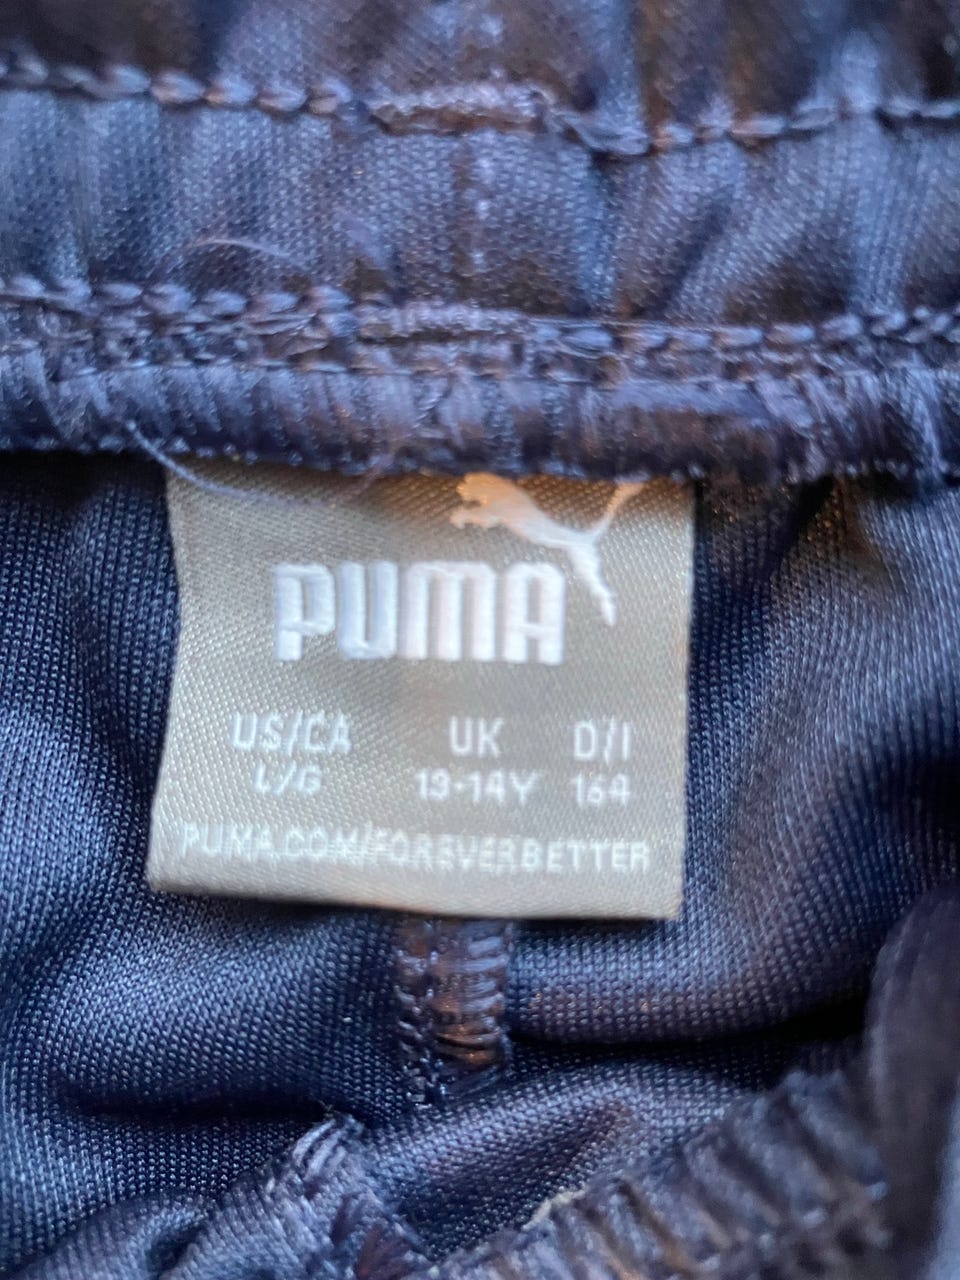 PUMA
US/CA UK D/I
L/G 13-14Y 164
PUMA.COM/FOREVERBETTER